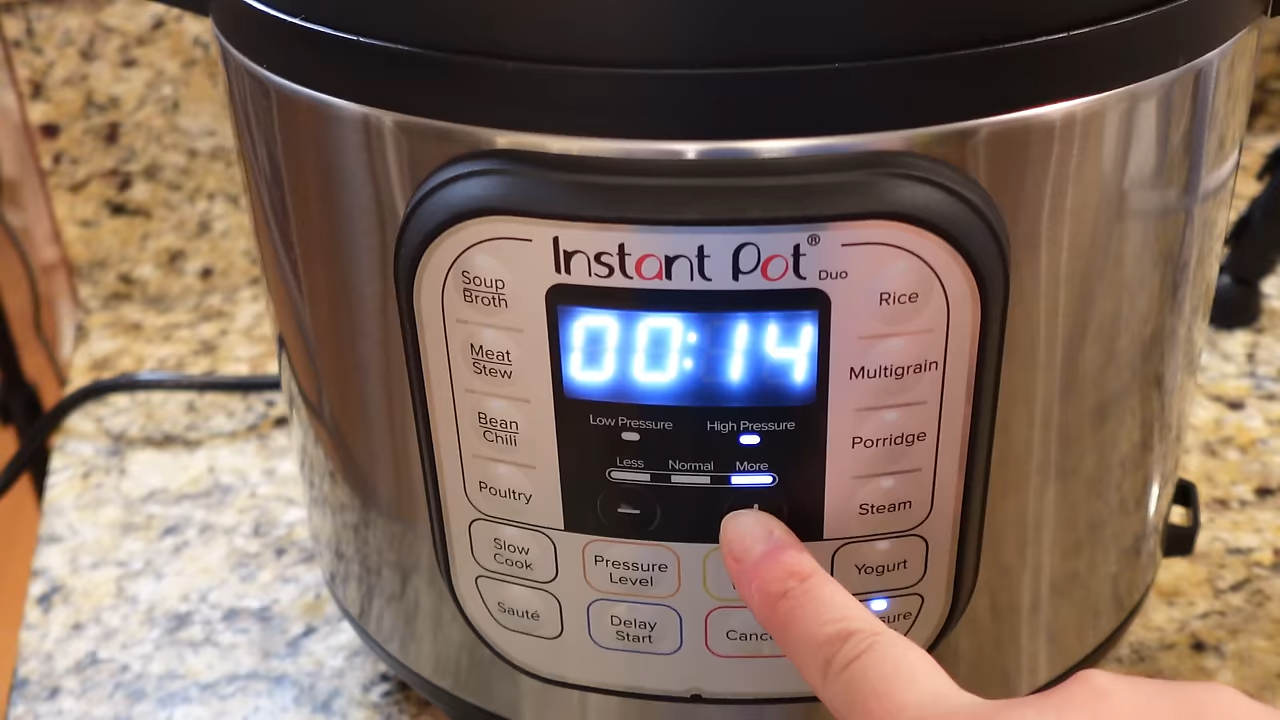 Instant Pot®
Duo
Soup
Broth
Meat
Stew
Bean
Chili
Poultry
00:14
Low Pressure
High Pressure
Less
Normal
More
−
+
Rice
Multigrain
Porridge
Steam
Slow
Cook
Sauté
Pressure
Level
Delay
Start
Yogurt